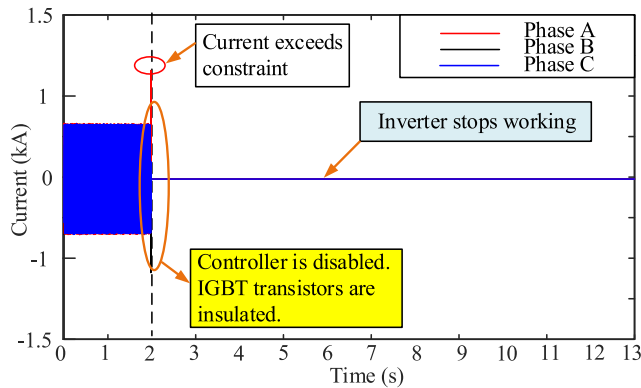 1.5
1
0
-1
-1.5
Current (kA)
Current exceeds
constraint
Phase A
Phase B
Phase C
Inverter stops working
Controller is disabled.
IGBT transistors are
insulated.
0 1 2 3 4 5 6 7 8 9 10 11 12 13
Time (s)